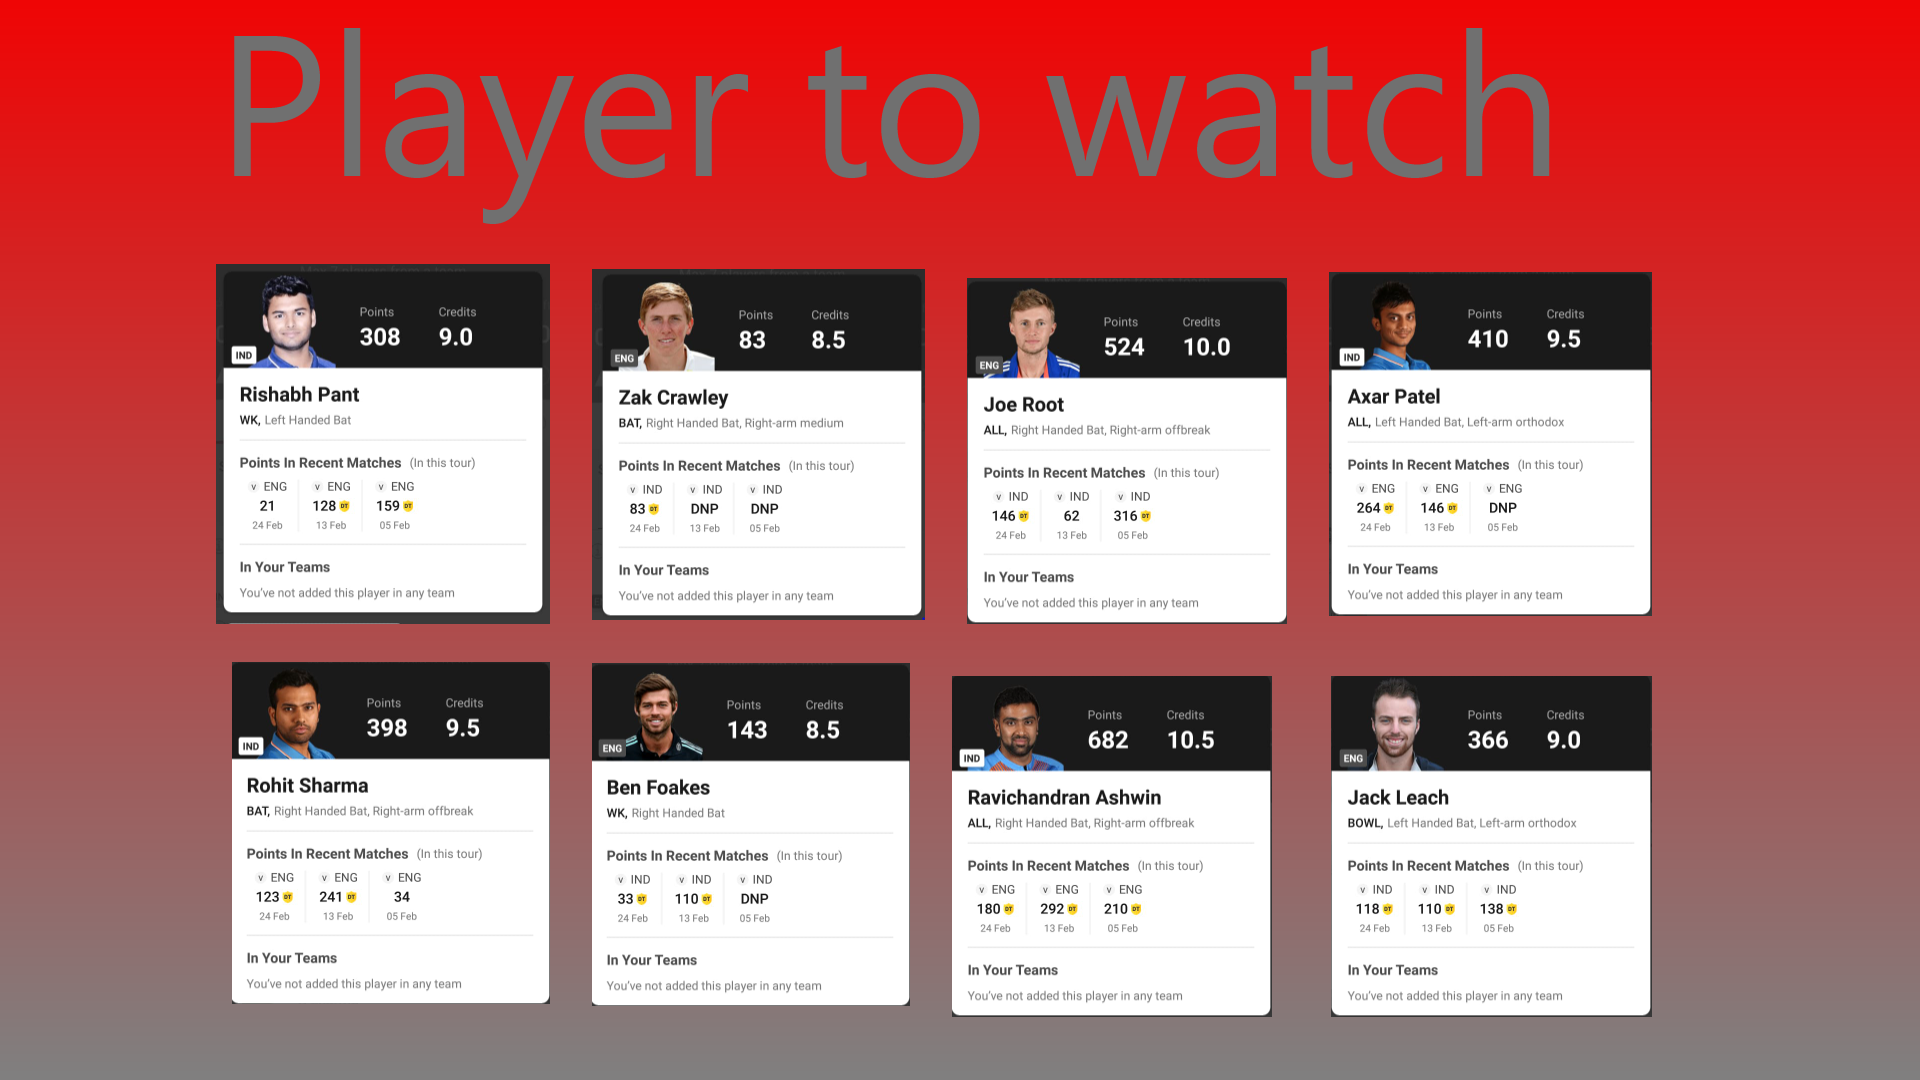 Player to watch
Points Credits
308 9.0
IND
Rishabh Pant
WK, Left Handed Bat
Points In Recent Matches (In this tour)
v ENG v ENG v ENG
21 128 DT 159 DT
24 Feb 13 Feb 05 Feb
In Your Teams
You've not added this player in any team
Points Credits
83 8.5
ENG
Zak Crawley
BAT, Right Handed Bat, Right-arm medium
Points In Recent Matches (In this tour)
v IND v IND v IND
83 DT DNP DNP
24 Feb 13 Feb 05 Feb
In Your Teams
You've not added this player in any team
Points Credits
524 10.0
ENG
Joe Root
ALL, Right Handed Bat, Right-arm offbreak
Points In Recent Matches (In this tour)
v IND v IND v IND
146 DT 62 316 DT
24 Feb 13 Feb 05 Feb
In Your Teams
You've not added this player in any team
Points Credits
410 9.5
IND
Axar Patel
ALL, Left Handed Bat, Left-arm orthodox
Points In Recent Matches (In this tour)
v ENG v ENG v ENG
264 DT 146 DT DNP
24 Feb 13 Feb 05 Feb
In Your Teams
You've not added this player in any team
Points Credits
398 9.5
IND
Rohit Sharma
BAT, Right Handed Bat, Right-arm offbreak
Points In Recent Matches (In this tour)
v ENG v ENG v ENG
123 DT 241 DT 34
24 Feb 13 Feb 05 Feb
In Your Teams
You've not added this player in any team
Points Credits
143 8.5
ENG
Ben Foakes
WK, Right Handed Bat
Points In Recent Matches (In this tour)
v IND v IND v IND
33 DT 110 DT DNP
24 Feb 13 Feb 05 Feb
In Your Teams
You've not added this player in any team
Points Credits
682 10.5
IND
Ravichandran Ashwin
ALL, Right Handed Bat, Right-arm offbreak
Points In Recent Matches (In this tour)
v ENG v ENG v ENG
180 DT 292 DT 210 DT
24 Feb 13 Feb 05 Feb
In Your Teams
You've not added this player in any team
Points Credits
366 9.0
ENG
Jack Leach
BOWL, Left Handed Bat, Left-arm orthodox
Points In Recent Matches (In this tour)
v IND v IND v IND
118 DT 110 DT 138 DT
24 Feb 13 Feb 05 Feb
In Your Teams
You've not added this player in any team